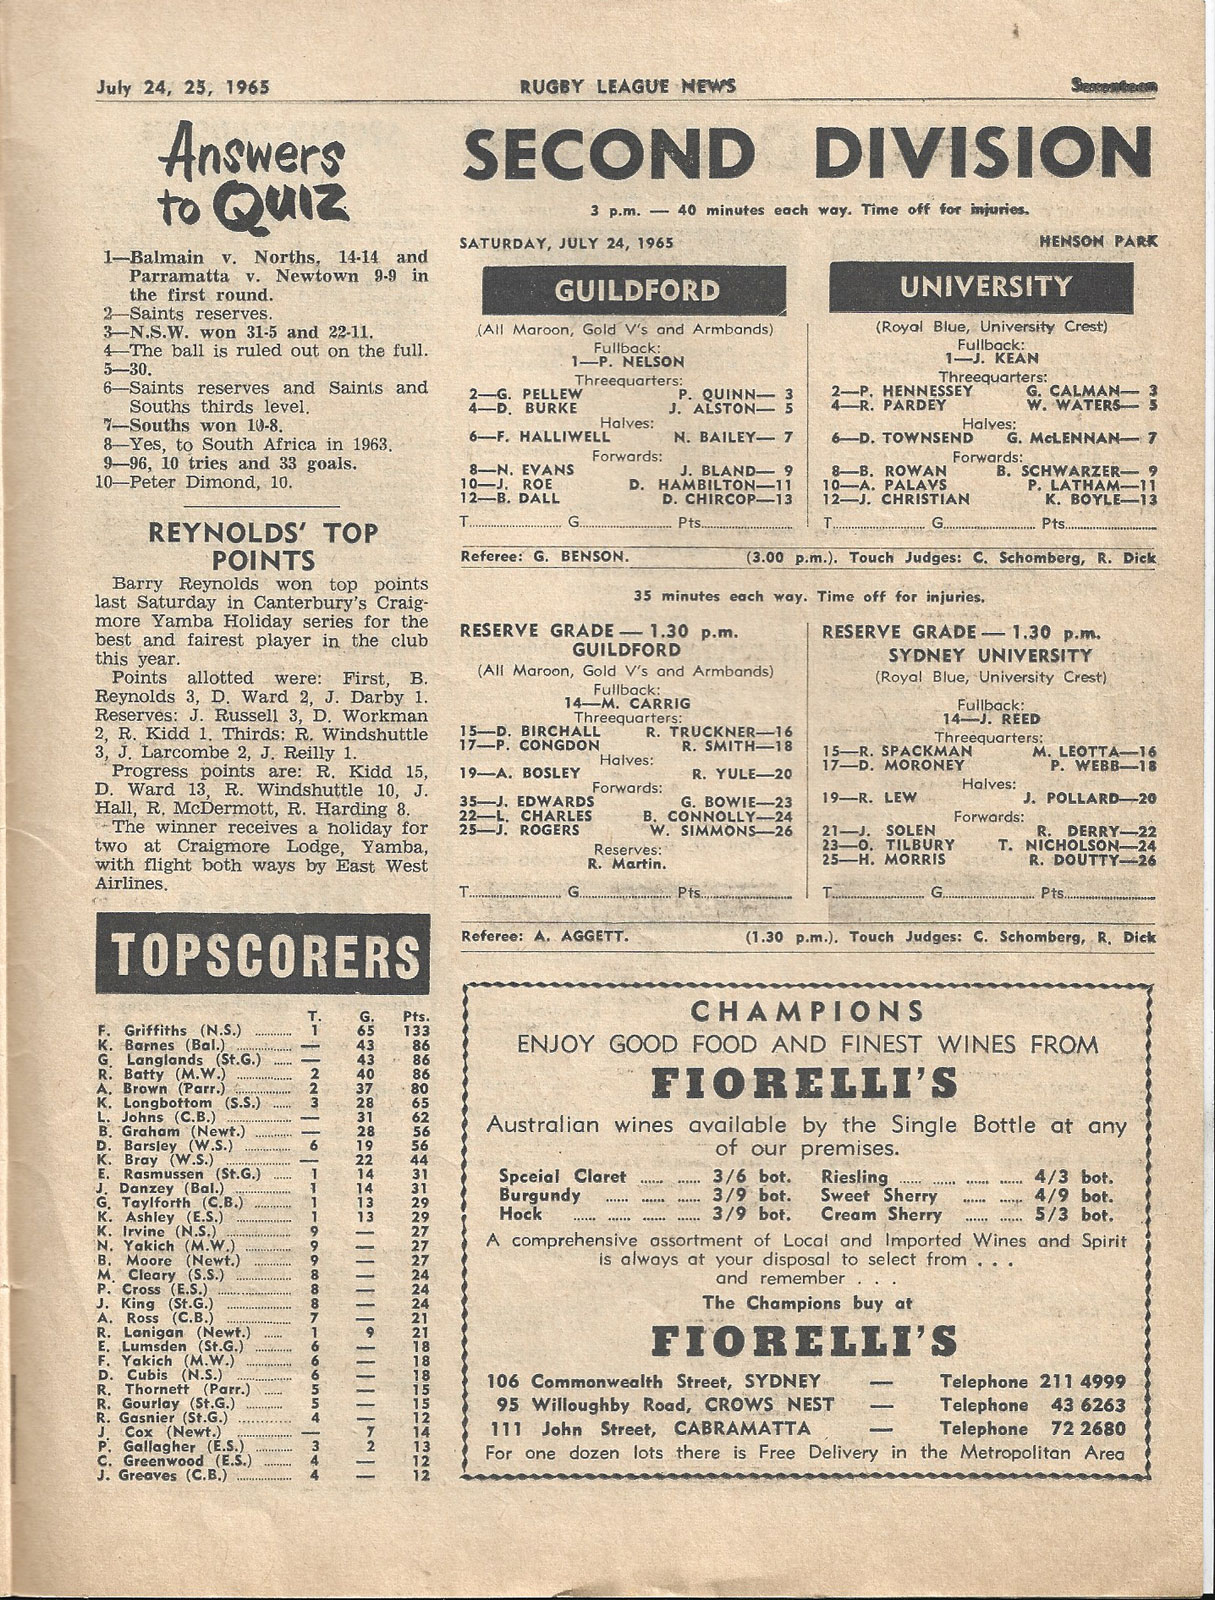 July 24, 25, 1965
RUGBY LEAGUE NEWS
Seventeen
Answers
to QUIZ
1—Balmain v. Norths, 14-14 and
Parramatta v. Newtown 9-9 in
the first round.
2—Saints reserves.
3—N.S.W. won 31-5 and 22-11.
4—The ball is ruled out on the full.
5—30.
6—Saints reserves and Saints and
Souths thirds level.
7—Souths won 10-8.
8—Yes, to South Africa in 1963.
9—96, 10 tries and 33 goals.
10—Peter Dimond, 10.
REYNOLDS' TOP
POINTS
Barry Reynolds won top points
last Saturday in Canterbury's Craig-
more Yamba Holiday series for the
best and fairest player in the club
this year.
Points allotted were: First, B.
Reynolds 3, D. Ward 2, J. Darby 1.
Reserves: J. Russell 3, D. Workman
2, R. Kidd 1. Thirds: R. Windshuttle
3, J. Larcombe 2, J. Reilly 1.
Progress points are: R. Kidd 15,
D. Ward 13, R. Windshuttle 10, J.
Hall, R. McDermott, R. Harding 8.
The winner receives a holiday for
two at Craigmore Lodge, Yamba,
with flight both ways by East West
Airlines.
TOPSCORERS
T. G. Pts.
F. Griffiths (N.S.) ........... 1 65 133
K. Barnes (Bal.) ........... — 43 86
G. Langlands (St.G.) ..... — 43 86
R. Batty (M.W.) ........... 2 40 86
A. Brown (Parr.) ........... 2 37 80
K. Longbottom (S.S.) ..... 3 28 65
L. Johns (C.B.) ........... — 31 62
B. Graham (Newt.) ........... — 28 56
D. Barsley (W.S.) ........... 6 19 56
K. Bray (W.S.) ........... — 22 44
E. Rasmussen (St.G.) ..... 1 14 31
J. Danzey (Bal.) ........... 1 14 31
G. Taylforth (C.B.) ........... 1 13 29
K. Ashley (E.S.) ........... 1 13 29
K. Irvine (N.S.) ........... 9 — 27
N. Yakich (M.W.) ........... 9 — 27
B. Moore (Newt.) ........... 9 — 27
M. Cleary (S.S.) ........... 8 — 24
P. Cross (E.S.) ........... 8 — 24
J. King (St.G.) ........... 8 — 24
A. Ross (C.B.) ........... 7 — 21
R. Lanigan (Newt.) ..... 1 9 21
E. Lumsden (St.G.) ........... 6 — 18
F. Yakich (M.W.) ........... 6 — 18
D. Cubis (N.S.) ........... 6 — 18
R. Thornett (Parr.) ........... 5 — 15
R. Gourlay (St.G.) ........... 5 — 15
R. Gasnier (St.G.) ........... 4 — 12
J. Cox (Newt.) ........... — 7 14
P. Gallagher (E.S.) ........... 3 2 13
C. Greenwood (E.S.) ........... 4 — 12
J. Greaves (C.B.) ........... 4 — 12
SECOND DIVISION
3 p.m. — 40 minutes each way. Time off for injuries.
SATURDAY, JULY 24, 1965
HENSON PARK
GUILDFORD
(All Maroon, Gold V's and Armbands)
Fullback:
1—P. NELSON
Threequarters:
2—G. PELLEW P. QUINN— 3
4—D. BURKE J. ALSTON— 5
Halves:
6—F. HALLIWELL N. BAILEY— 7
Forwards:
8—N. EVANS J. BLAND— 9
10—J. ROE D. HAMBILTON—11
12—B. DALL D. CHIRCOP—13
T........... G........... Pts...........
UNIVERSITY
(Royal Blue, University Crest)
Fullback:
1—J. KEAN
Threequarters:
2—P. HENNESSEY G. CALMAN— 3
4—R. PARDEY W. WATERS— 5
Halves:
6—D. TOWNSEND G. McLENNAN— 7
Forwards:
8—B. ROWAN B. SCHWARZER— 9
10—A. PALAVS P. LATHAM—11
12—J. CHRISTIAN K. BOYLE—13
T........... G........... Pts...........
Referee: G. BENSON. (3.00 p.m.). Touch Judges: C. Schomberg, R. Dick
35 minutes each way. Time off for injuries.
RESERVE GRADE — 1.30 p.m.
GUILDFORD
(All Maroon, Gold V's and Armbands)
Fullback:
14—M. CARRIG
Threequarters:
15—D. BIRCHALL R. TRUCKNER—16
17—P. CONGDON R. SMITH—18
Halves:
19—A. BOSLEY R. YULE—20
Forwards:
35—J. EDWARDS G. BOWIE—23
22—L. CHARLES B. CONNOLLY—24
25—J. ROGERS W. SIMMONS—26
Reserves:
R. Martin.
T........... G........... Pts...........
RESERVE GRADE — 1.30 p.m.
SYDNEY UNIVERSITY
(Royal Blue, University Crest)
Fullback:
14—J. REED
Threequarters:
15—R. SPACKMAN M. LEOTTA—16
17—D. MORONEY P. WEBB—18
Halves:
19—R. LEW J. POLLARD—20
Forwards:
21—J. SOLEN R. DERRY—22
23—O. TILBURY T. NICHOLSON—24
25—H. MORRIS R. DOUTTY—26
T........... G........... Pts...........
Referee: A. AGGETT. (1.30 p.m.). Touch Judges: C. Schomberg, R. Dick
CHAMPIONS
ENJOY GOOD FOOD AND FINEST WINES FROM
FIORELLI'S
Australian wines available by the Single Bottle at any
of our premises.
Speceial Claret ..... ..... 3/6 bot. Riesling ..... ..... ..... ..... 4/3 bot.
Burgundy ..... ..... ..... 3/9 bot. Sweet Sherry ..... ..... 4/9 bot.
Hock ..... ..... ..... ..... 3/9 bot. Cream Sherry ..... ..... 5/3 bot.
A comprehensive assortment of Local and Imported Wines and Spirit
is always at your disposal to select from . . .
and remember . . .
The Champions buy at
FIORELLI'S
106 Commonwealth Street, SYDNEY — Telephone 211 4999
95 Willoughby Road, CROWS NEST — Telephone 43 6263
111 John Street, CABRAMATTA — Telephone 72 2680
For one dozen lots there is Free Delivery in the Metropolitan Area